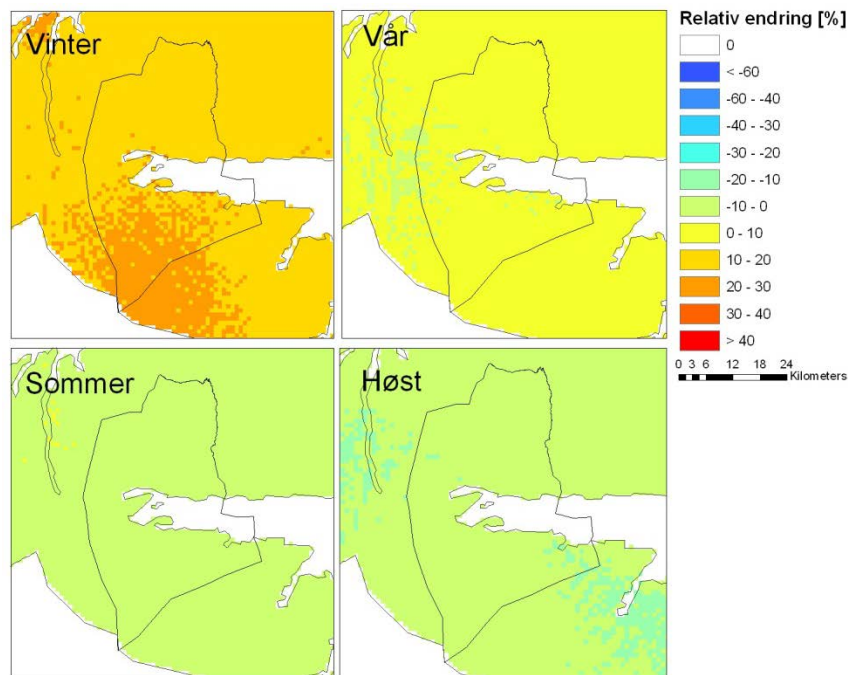 Vinter
Vår
Sommer
Høst
Relativ endring [%]
0
< -60
-60 - -40
-40 - -30
-30 - -20
-20 - -10
-10 - 0
0 - 10
10 - 20
20 - 30
30 - 40
> 40
0 3 6 12 18 24
Kilometers